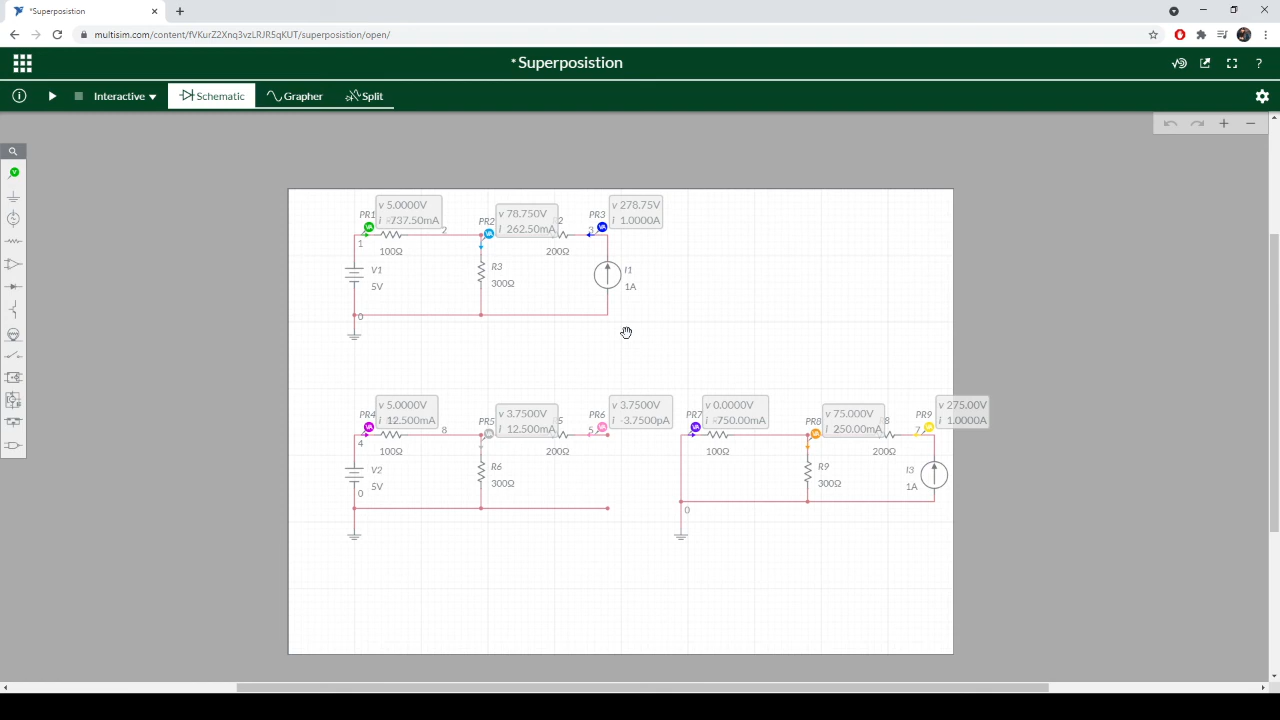 *Superposistion
multisim.com/content/fVKurZ2Xnq3vzLRJR5qKUT/superposistion/open/
*Superposistion
Interactive
Schematic
Grapher
Split
PR1
v 5.0000V
i -737.50mA
1
100Ω
2
V1
5V
0
PR2
v 78.750V
i 262.50mA
R3
300Ω
200Ω
PR3
v 278.75V
i 1.0000A
3
I1
1A
PR4
v 5.0000V
i 12.500mA
4
100Ω
8
V2
5V
0
PR5
v 3.7500V
i 12.500mA
R6
300Ω
200Ω
PR6
v 3.7500V
i -3.7500pA
5
PR7
v 0.0000V
i -750.00mA
100Ω
0
PR8
v 75.000V
i 250.00mA
R9
300Ω
200Ω
PR9
v 275.00V
i 1.0000A
7
I3
1A